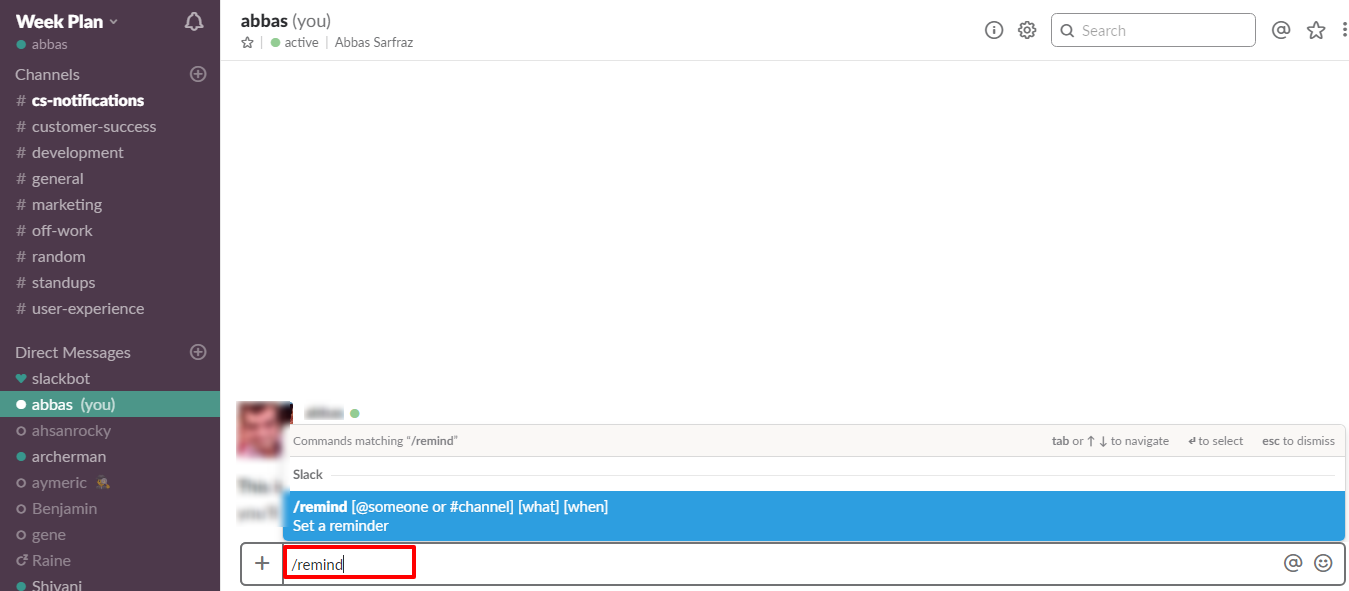 Week Plan
abbas
Channels
# cs-notifications
# customer-success
# development
# general
# marketing
# off-work
# random
# standups
# user-experience
Direct Messages
slackbot
abbas (you)
ahsanrocky
archerman
aymeric
Benjamin
gene
Raine
Shivani
abbas (you)
active
Abbas Sarfraz
Search
Commands matching “/remind” tab or ↑ ↓ to navigate ↵ to select esc to dismiss
Slack
/remind [@someone or #channel] [what] [when]
Set a reminder
+ /remind @